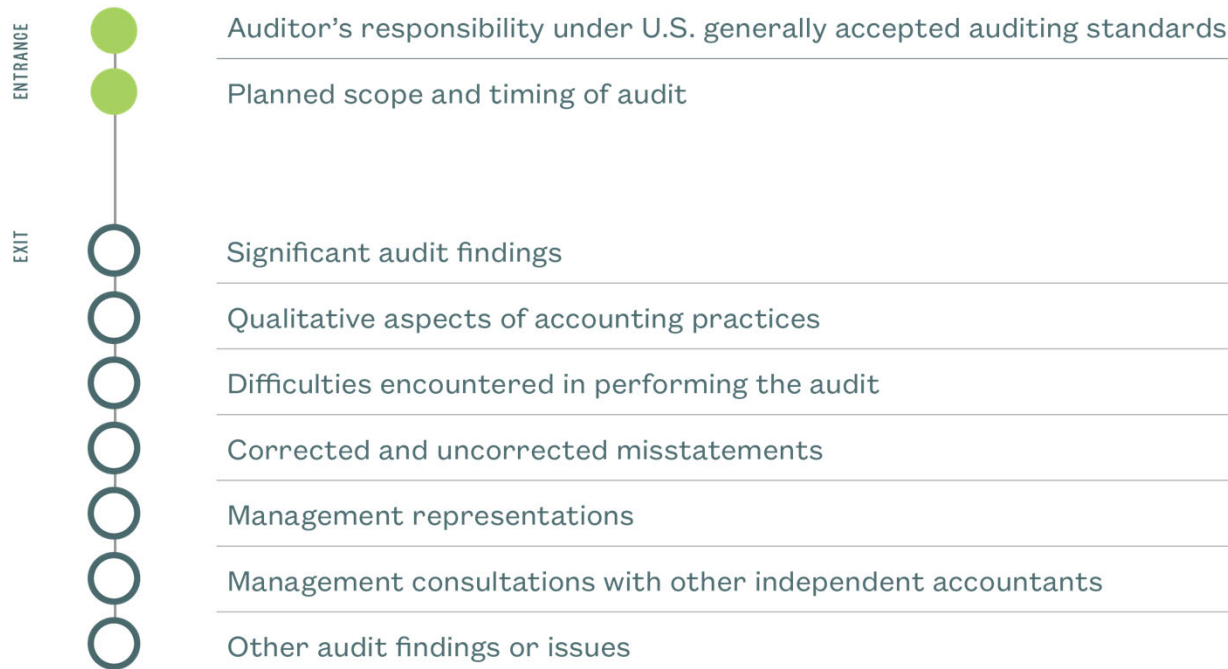 ENTRANCE
Auditor’s responsibility under U.S. generally accepted auditing standards
Planned scope and timing of audit
EXIT
Significant audit findings
Qualitative aspects of accounting practices
Difficulties encountered in performing the audit
Corrected and uncorrected misstatements
Management representations
Management consultations with other independent accountants
Other audit findings or issues